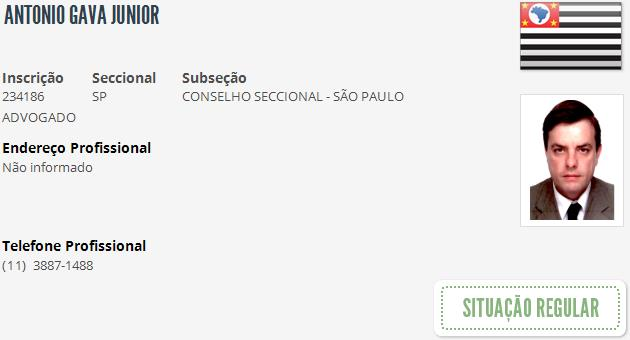 ANTONIO GAVA JUNIOR
Inscrição Seccional Subseção
234186 SP CONSELHO SECCIONAL - SÃO PAULO
ADVOGADO
Endereço Profissional
Não informado
Telefone Profissional
(11) 3887-1488
SITUAÇÃO REGULAR